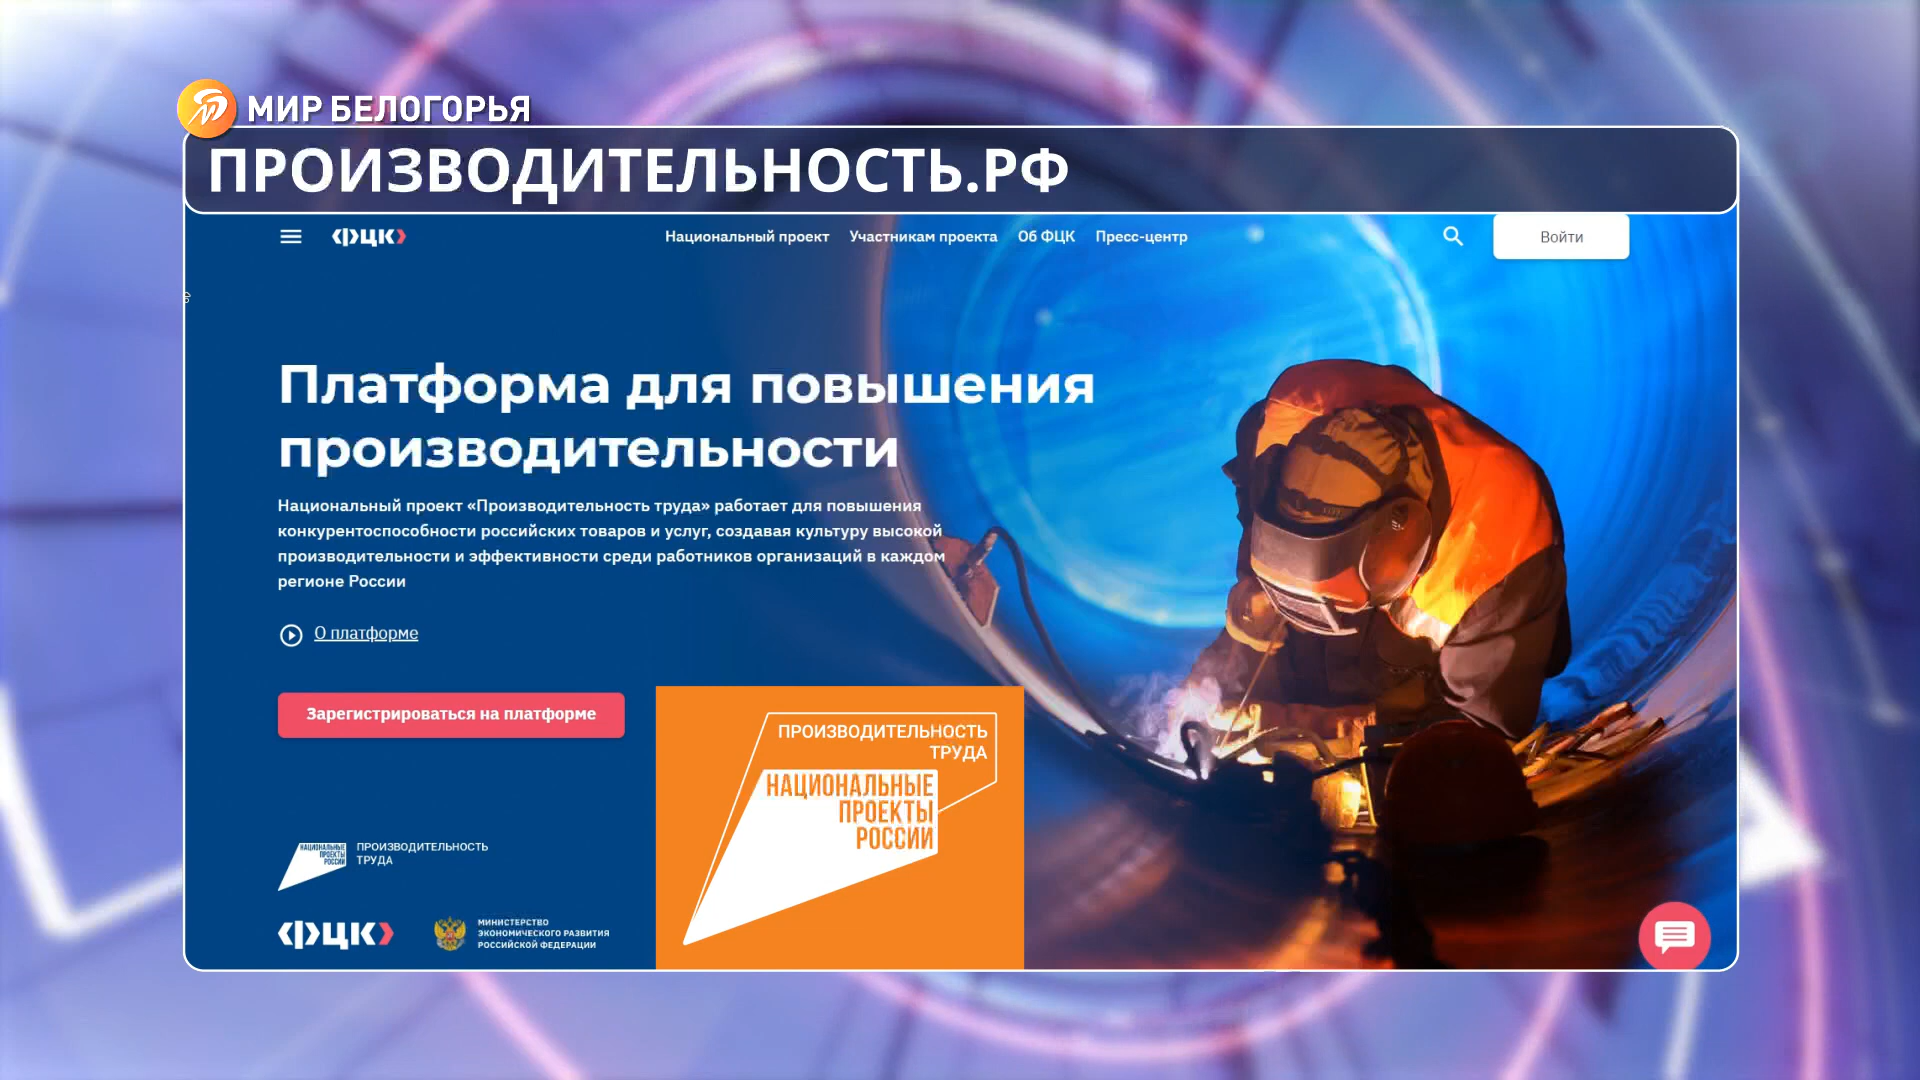 МИР БЕЛОГОРЬЯ
ПРОИЗВОДИТЕЛЬНОСТЬ.РФ
ФЦК
Национальный проект Участникам проекта Об ФЦК Пресс-центр
Войти
Платформа для повышения
производительности
Национальный проект «Производительность труда» работает для повышения
конкурентоспособности российских товаров и услуг, создавая культуру высокой
производительности и эффективности среди работников организаций в каждом
регионе России
О платформе
Зарегистрироваться на платформе
ПРОИЗВОДИТЕЛЬНОСТЬ
ТРУДА
НАЦИОНАЛЬНЫЕ
ПРОЕКТЫ
РОССИИ
НАЦИОНАЛЬНЫЕ
ПРОЕКТЫ
РОССИИ
ПРОИЗВОДИТЕЛЬНОСТЬ
ТРУДА
ФЦК
МИНИСТЕРСТВО
ЭКОНОМИЧЕСКОГО РАЗВИТИЯ
РОССИЙСКОЙ ФЕДЕРАЦИИ